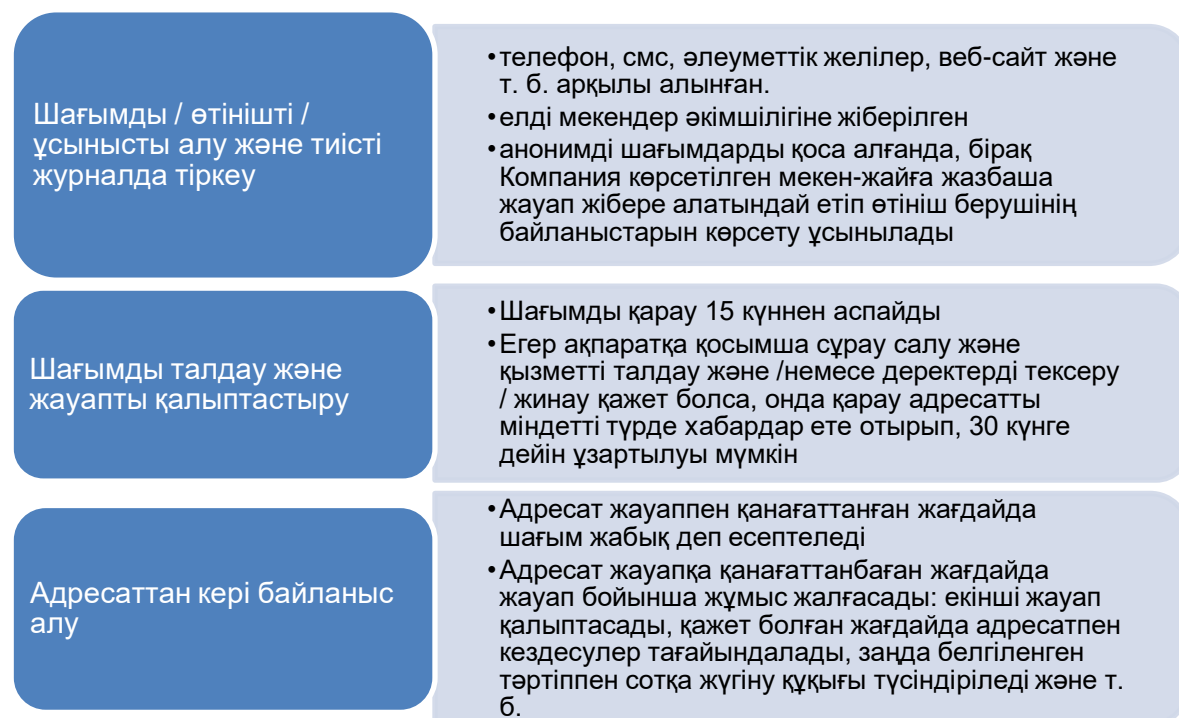 Шағымды / өтінішті /
ұсынысты алу және тиісті
журналда тіркеу
•телефон, смс, әлеуметтік желілер, веб-сайт және
т. б. арқылы алынған.
•елді мекендер әкімшілігіне жіберілген
•анонимді шағымдарды қоса алғанда, бірақ
Компания көрсетілген мекен-жайға жазбаша
жауап жібере алатындай етіп өтініш берушінің
байланыстарын көрсету ұсынылады
Шағымды талдау және
жауапты қалыптастыру
•Шағымды қарау 15 күннен аспайды
•Егер ақпаратқа қосымша сұрау салу және
қызметті талдау және /немесе деректерді тексеру
/ жинау қажет болса, онда қарау адресатты
міндетті түрде хабардар ете отырып, 30 күнге
дейін ұзартылуы мүмкін
Адресаттан кері байланыс
алу
•Адресат жауаппен қанағаттанған жағдайда
шағым жабық деп есептеледі
•Адресат жауапқа қанағаттанбаған жағдайда
жауап бойынша жұмыс жалғасады: екінші жауап
қалыптасады, қажет болған жағдайда адресатпен
кездесулер тағайындалады, заңда белгіленген
тәртіппен сотқа жүгіну құқығы түсіндіріледі және т.
б.